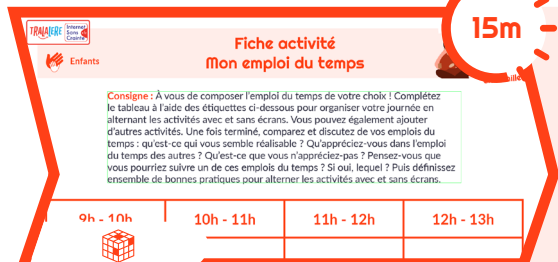 TRALALERE
Internet
Sans
Crainte
15m
Fiche activité
Mon emploi du temps
Enfants
Consigne : À vous de composer l'emploi du temps de votre choix ! Complétez
le tableau à l'aide des étiquettes ci-dessous pour organiser votre journée en
alternant les activités avec et sans écrans. Vous pouvez également ajouter
d'autres activités. Une fois terminé, comparez et discutez de vos emplois du
temps : qu'est-ce qui vous semble réalisable ? Qu'appréciez-vous dans l'emploi
du temps des autres ? Qu'est-ce que vous n'appréciez-pas ? Pensez-vous que
vous pourriez suivre un de ces emplois du temps ? Si oui, lequel ? Puis définissez
ensemble de bonnes pratiques pour alterner les activités avec et sans écrans.
9h - 10h
10h - 11h
11h - 12h
12h - 13h